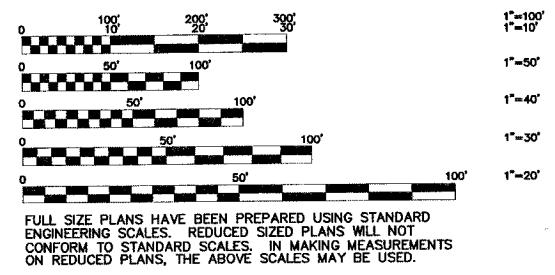 100' 200' 300' 1"=100'
0 10' 20' 30' 1"=10'
0 50' 100' 1"=50'
0 50' 100' 1"=40'
0 50' 100' 1"=30'
0 50' 100' 1"=20'
FULL SIZE PLANS HAVE BEEN PREPARED USING STANDARD
ENGINEERING SCALES. REDUCED SIZED PLANS WILL NOT
CONFORM TO STANDARD SCALES. IN MAKING MEASUREMENTS
ON REDUCED PLANS, THE ABOVE SCALES MAY BE USED.